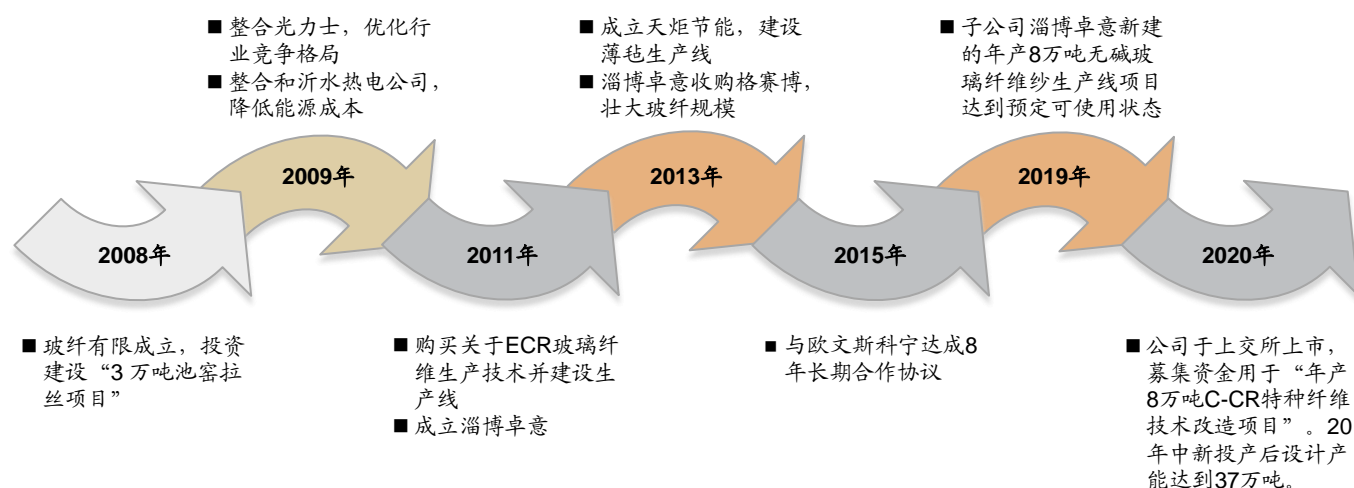 ■ 整合光力士，优化行
业竞争格局
■ 整合和沂水热电公司，
降低能源成本
■ 成立天炬节能，建设
薄毡生产线
■ 淄博卓意收购格赛博，
壮大玻纤规模
■ 子公司淄博卓意新建
的年产8万吨无碱玻
璃纤维纱生产线项目
达到预定可使用状态
2009年
2013年
2019年
2008年
2011年
2015年
2020年
■ 玻纤有限成立，投资
建设“3 万吨池窑拉
丝项目”
■ 购买关于ECR玻璃纤
维生产技术并建设生
产线
■ 成立淄博卓意
■ 与欧文斯科宁达成8
年长期合作协议
■ 公司于上交所上市，
募集资金用于“年产
8万吨C-CR特种纤维
技术改造项目”。20
年中新投产后设计产
能达到37万吨。